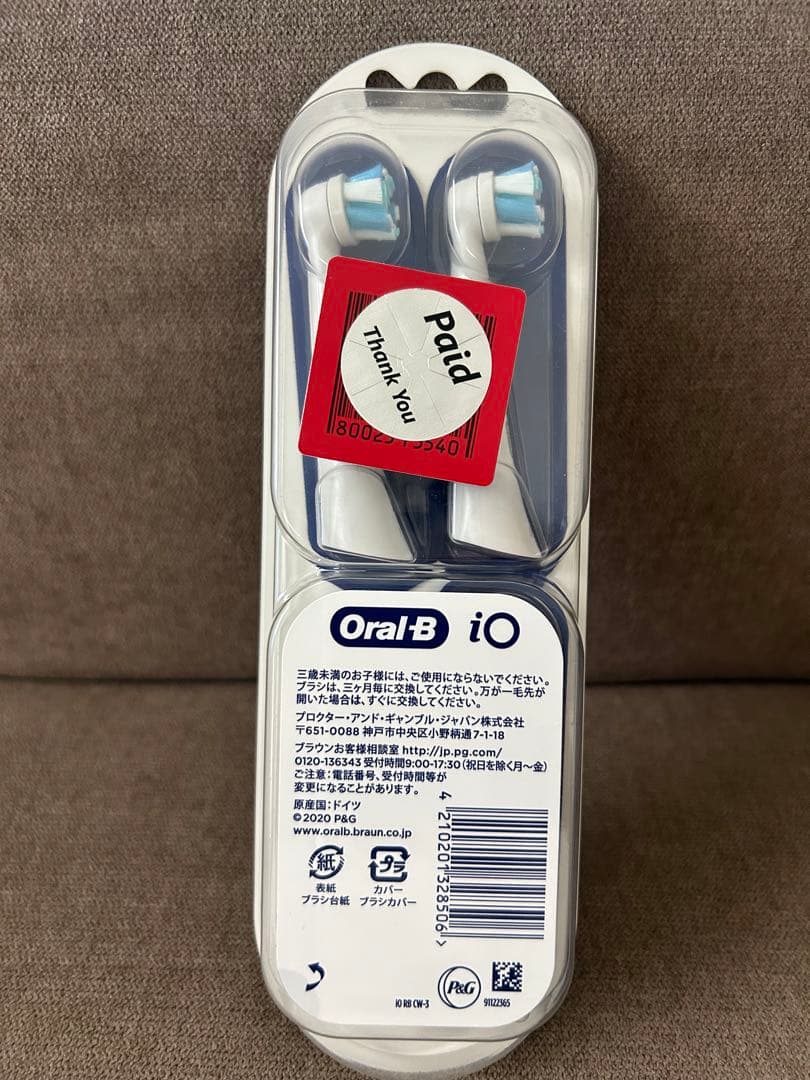 Paid
Thank You
Oral-B iO
三歳未満のお子様には、ご使用にならないでください。
ブラシは、三ヶ月毎に交換してください。万が一毛先が
開いた場合は、すぐに交換してください。
プロクター・アンド・ギャンブル・ジャパン株式会社
〒651-0088 神戸市中央区小野柄通7-1-18
ブラウンお客様相談室 http://jp.pg.com/
0120-136343 受付時間9:00-17:30(祝日を除く月〜金)
ご注意:電話番号、受付時間等が
変更になることがあります。
原産国:ドイツ
©2020 P&G
www.oralb.braun.co.jp
4 210201 328506 >
紙 プラ
表紙 カバー
ブラシ台紙 ブラシカバー
iO RB CW-3 P&G 91122365